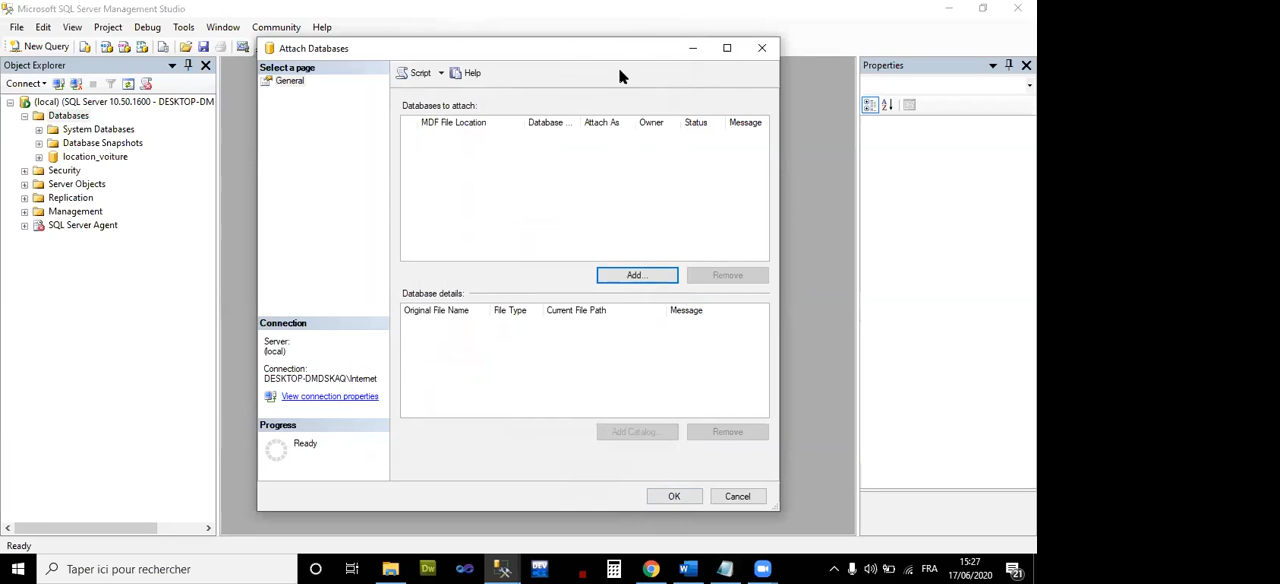 Microsoft SQL Server Management Studio
File Edit View Project Debug Tools Window Community Help
New Query
Object Explorer
Connect
(local) (SQL Server 10.50.1600 - DESKTOP-DM
Databases
System Databases
Database Snapshots
location_voiture
Security
Server Objects
Replication
Management
SQL Server Agent
Attach Databases
Select a page
General
Script Help
Databases to attach:
MDF File Location Database ... Attach As Owner Status Message
Add... Remove
Database details:
Original File Name File Type Current File Path Message
Add Catalog... Remove
Connection
Server:
(local)
Connection:
DESKTOP-DMDSKAQ\Internet
View connection properties
Progress
Ready
OK Cancel
Properties
Ready
Taper ici pour rechercher
Dw
DEV
FRA
15:27
17/06/2020
21